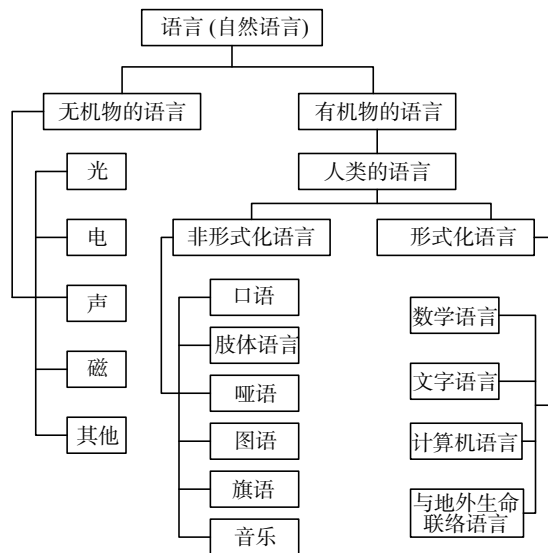 语言 (自然语言)
无机物的语言
有机物的语言
光
人类的语言
电
非形式化语言
形式化语言
声
口语
数学语言
肢体语言
磁
哑语
文字语言
其他
图语
计算机语言
旗语
与地外生命
联络语言
音乐